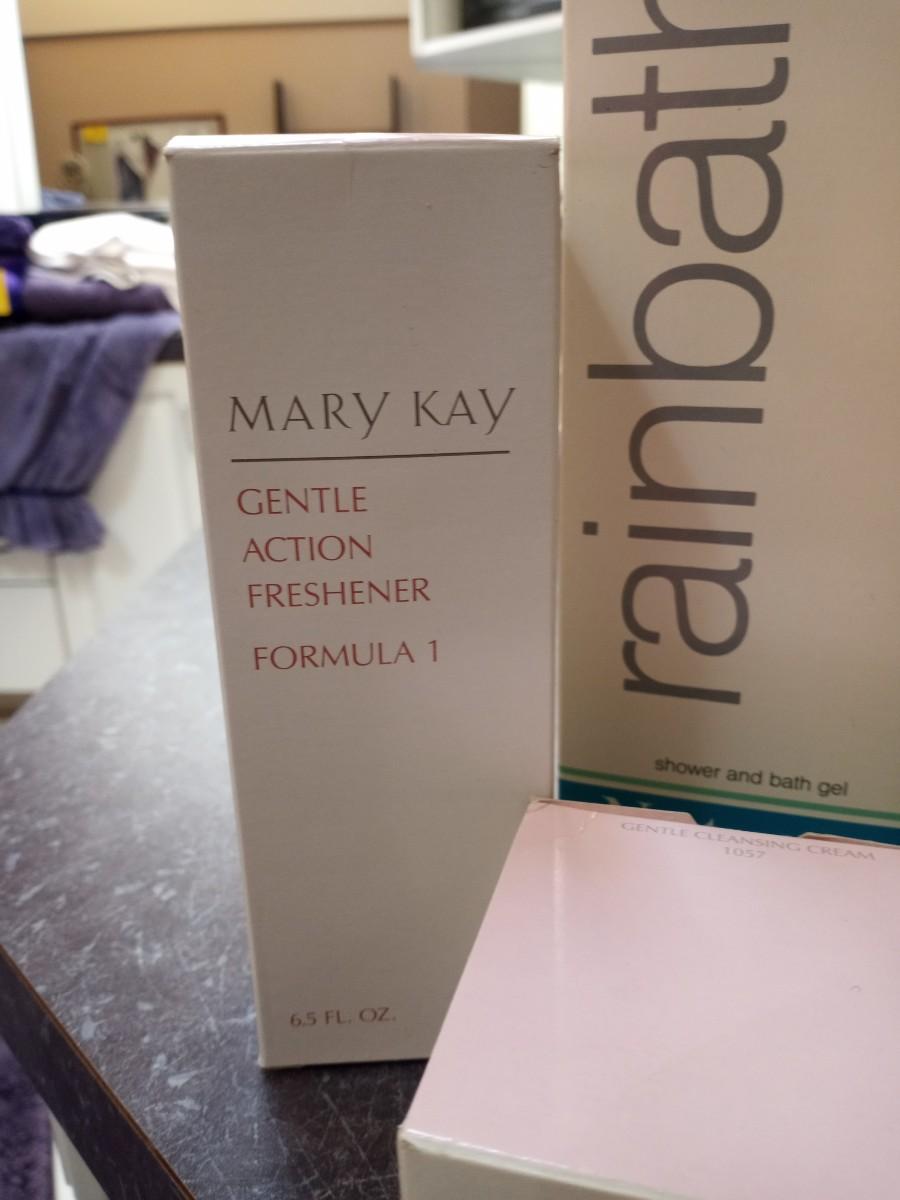 MARY KAY
GENTLE
ACTION
FRESHENER
FORMULA 1
6.5 FL. OZ.
rainbath
shower and bath gel
GENTLE CLEANSING CREAM
1057